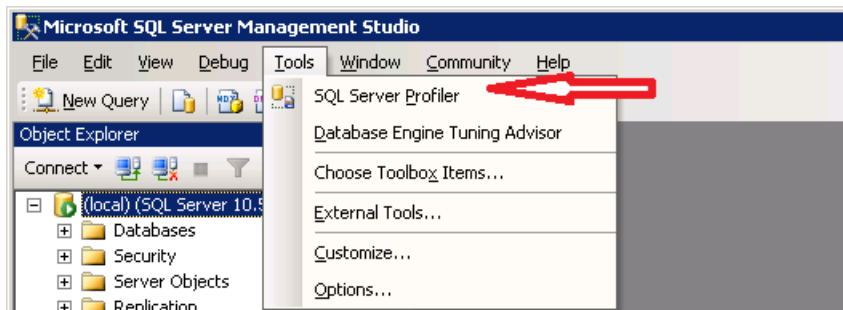 Microsoft SQL Server Management Studio
File Edit View Debug Tools Window Community Help
New Query
SQL Server Profiler
Object Explorer
Database Engine Tuning Advisor
Connect
Choose Toolbox Items...
(local) (SQL Server 10.5
External Tools...
Databases
Security
Customize...
Server Objects
Options...
Replication